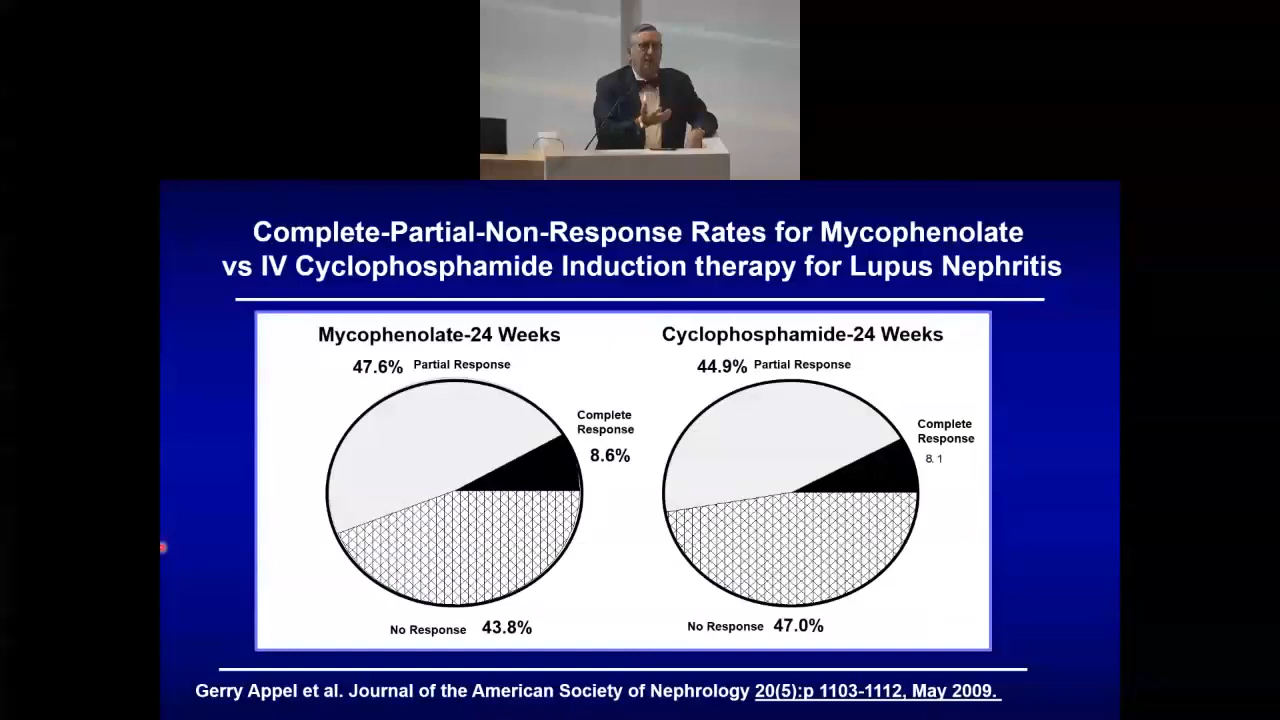 Complete-Partial-Non-Response Rates for Mycophenolate
vs IV Cyclophosphamide Induction therapy for Lupus Nephritis
Mycophenolate-24 Weeks
47.6% Partial Response
Complete
Response
8.6%
No Response 43.8%
Cyclophosphamide-24 Weeks
44.9% Partial Response
Complete
Response
8.1
No Response 47.0%
Gerry Appel et al. Journal of the American Society of Nephrology 20(5):p 1103-1112, May 2009.